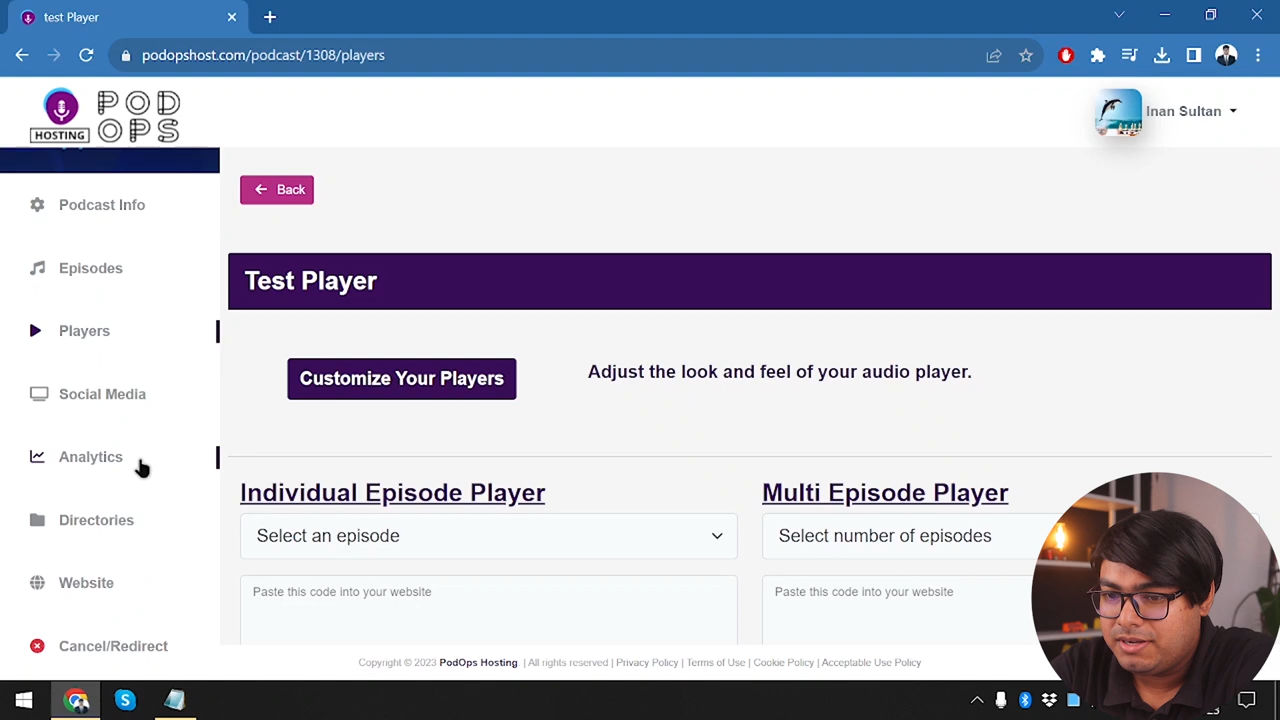 test Player
podopshost.com/podcast/1308/players
POD
OPS
HOSTING
Inan Sultan
Podcast Info
Episodes
Players
Social Media
Analytics
Directories
Website
Cancel/Redirect
Back
Test Player
Customize Your Players
Adjust the look and feel of your audio player.
Individual Episode Player
Multi Episode Player
Select an episode
Select number of episodes
Paste this code into your website
Paste this code into your website
Copyright © 2023 PodOps Hosting. | All rights reserved | Privacy Policy | Terms of Use | Cookie Policy | Acceptable Use Policy